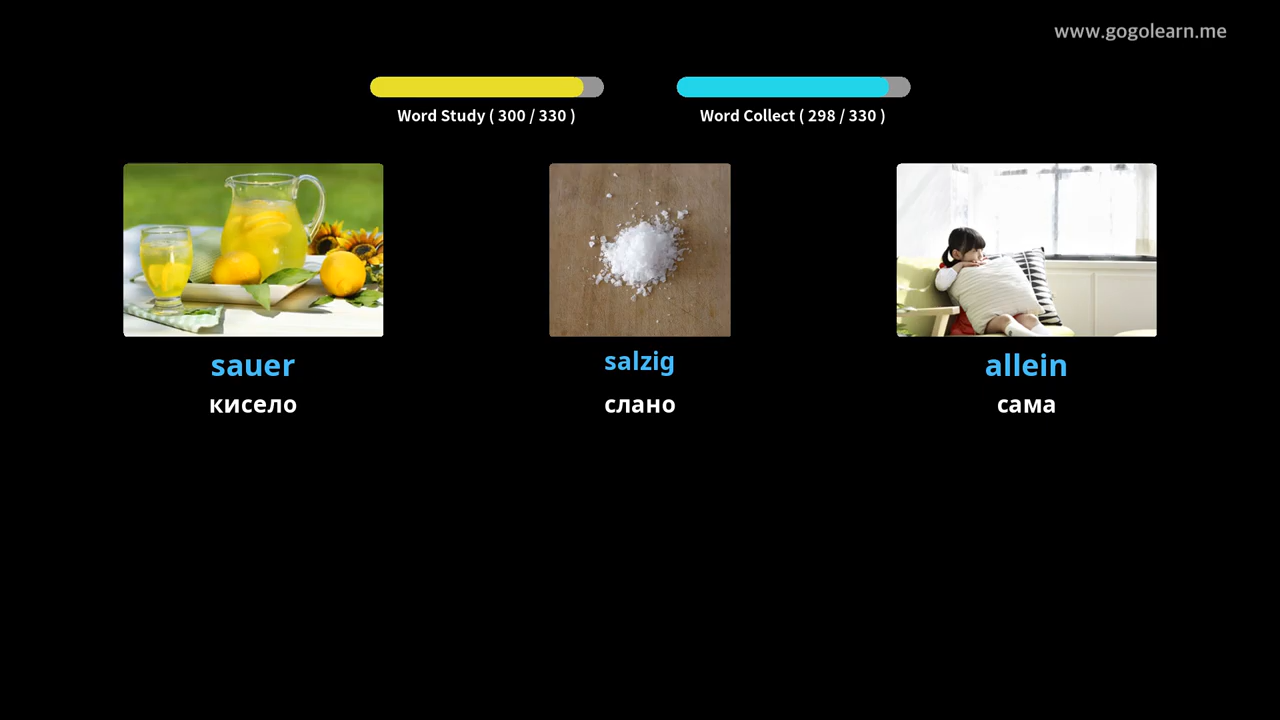 www.gogolearn.me
Word Study ( 300 / 330 )
Word Collect ( 298 / 330 )
sauer
salzig
allein
кисело
слано
сама